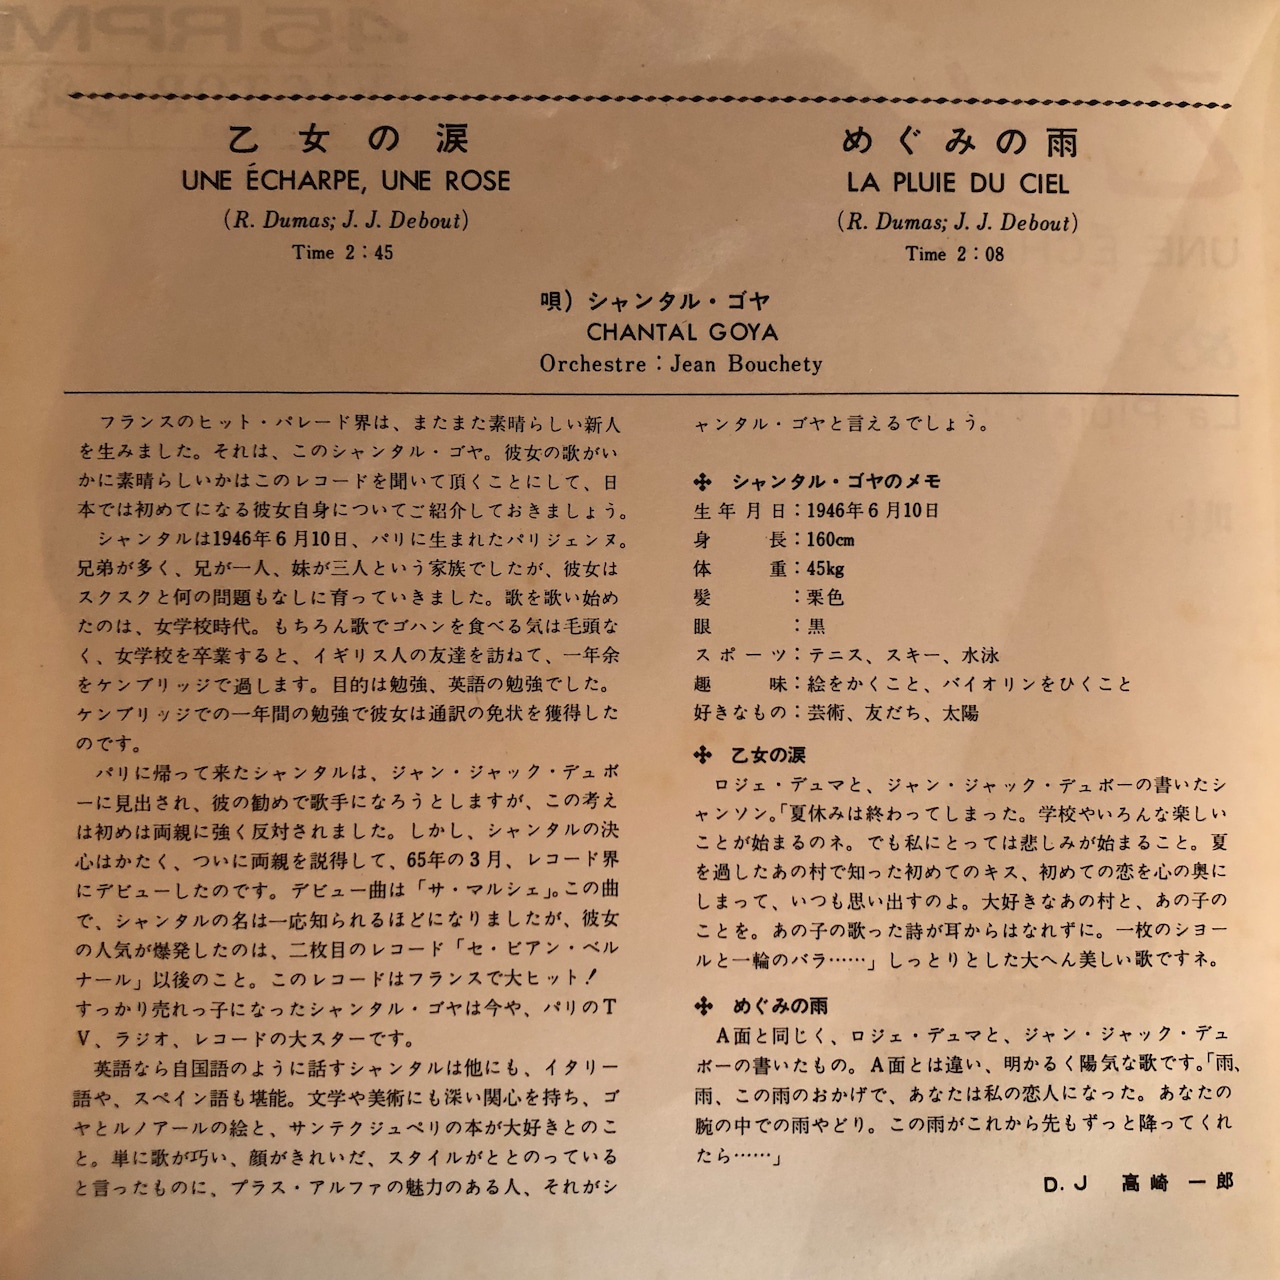 乙女の涙
UNE ÉCHARPE, UNE ROSE
(R. Dumas; J. J. Debout)
Time 2：45
めぐみの雨
LA PLUIE DU CIEL
(R. Dumas; J. J. Debout)
Time 2：08
唄）シャンタル・ゴヤ
CHANTAL GOYA
Orchestre：Jean Bouchety
フランスのヒット・パレード界は、またまた素晴らしい新人
を生みました。それは、このシャンタル・ゴヤ。彼女の歌がい
かに素晴らしいかはこのレコードを聞いて頂くことにして、日
本では初めてになる彼女自身についてご紹介しておきましょう。
シャンタルは1946年６月10日、パリに生まれたパリジェンヌ。
兄弟が多く、兄が一人、妹が三人という家族でしたが、彼女は
スクスクと何の問題もなしに育っていきました。歌を歌い始め
たのは、女学校時代。もちろん歌でゴハンを食べる気は毛頭な
く、女学校を卒業すると、イギリス人の友達を訪ねて、一年余
をケンブリッジで過します。目的は勉強、英語の勉強でした。
ケンブリッジでの一年間の勉強で彼女は通訳の免状を獲得した
のです。
パリに帰って来たシャンタルは、ジャン・ジャック・デュボ
ーに見出され、彼の勧めで歌手になろうとしますが、この考え
は初めは両親に強く反対されました。しかし、シャンタルの決
心はかたく、ついに両親を説得して、65年の３月、レコード界
にデビューしたのです。デビュー曲は「サ・マルシェ」。この曲
で、シャンタルの名は一応知られるほどになりましたが、彼女
の人気が爆発したのは、二枚目のレコード「セ・ビアン・ベル
ナール」以後のこと。このレコードはフランスで大ヒット！
すっかり売れっ子になったシャンタル・ゴヤは今や、パリのＴ
Ｖ、ラジオ、レコードの大スターです。
英語なら自国語のように話すシャンタルは他にも、イタリー
語や、スペイン語も堪能。文学や美術にも深い関心を持ち、ゴ
ヤとルノアールの絵と、サンテクジュペリの本が大好きとのこ
と。単に歌が巧い、顔がきれいだ、スタイルがととのっている
と言ったものに、プラス・アルファの魅力のある人、それがシ
ャンタル・ゴヤと言えるでしょう。
✣ シャンタル・ゴヤのメモ
生年月日：1946年６月10日
身長：160cm
体重：45kg
髪：栗色
眼：黒
スポーツ：テニス、スキー、水泳
趣味：絵をかくこと、バイオリンをひくこと
好きなもの：芸術、友だち、太陽
✣ 乙女の涙
ロジェ・デュマと、ジャン・ジャック・デュボーの書いたシ
ャンソン。「夏休みは終わってしまった。学校やいろんな楽しい
ことが始まるのネ。でも私にとっては悲しみが始まること。夏
を過したあの村で知った初めてのキス、初めての恋を心の奥に
しまって、いつも思い出すのよ。大好きなあの村と、あの子の
ことを。あの子の歌った詩が耳からはなれずに。一枚のショー
ルと一輪のバラ……」しっとりとした大へん美しい歌ですネ。
✣ めぐみの雨
Ａ面と同じく、ロジェ・デュマと、ジャン・ジャック・デュ
ボーの書いたもの。Ａ面とは違い、明かるく陽気な歌です。「雨、
雨、この雨のおかげで、あなたは私の恋人になった。あなたの
腕の中での雨やどり。この雨がこれから先もずっと降ってくれ
たら……」
D.J 高崎一郎